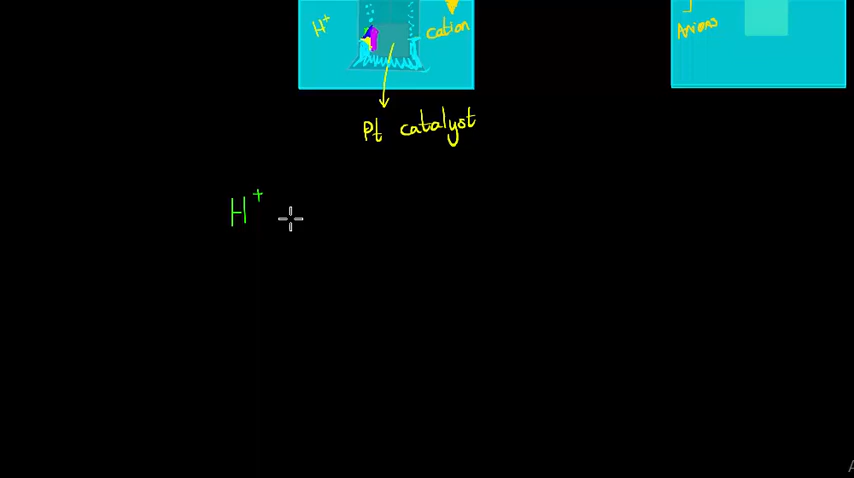 H⁺
cation
Anions
Pt catalyst
H⁺